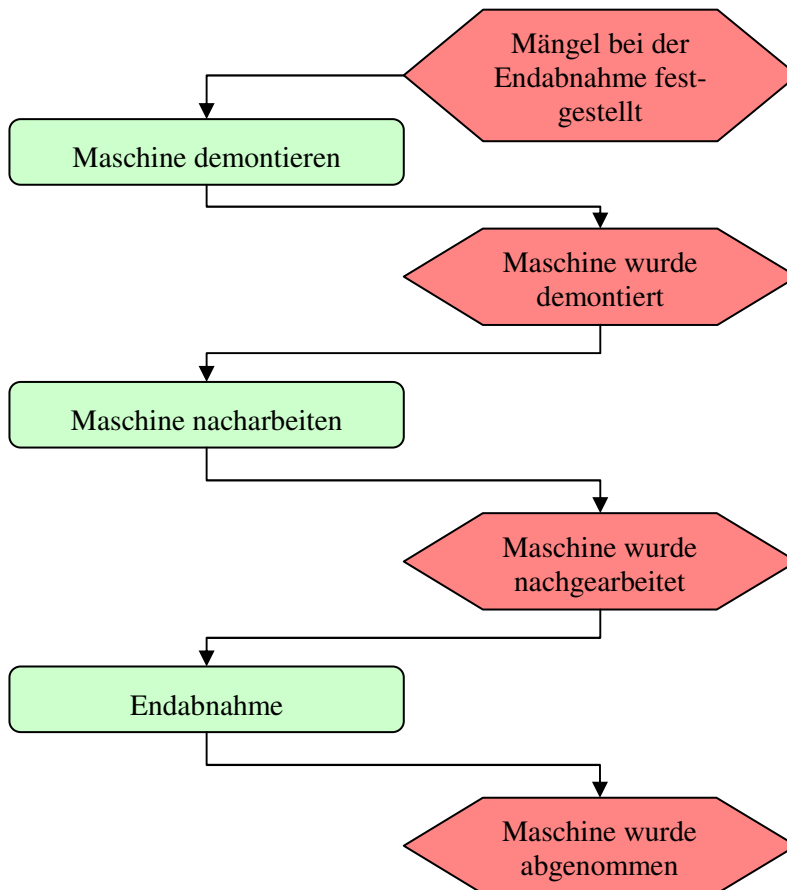 Mängel bei der
Endabnahme fest-
gestellt
Maschine demontieren
Maschine wurde
demontiert
Maschine nacharbeiten
Maschine wurde
nachgearbeitet
Endabnahme
Maschine wurde
abgenommen